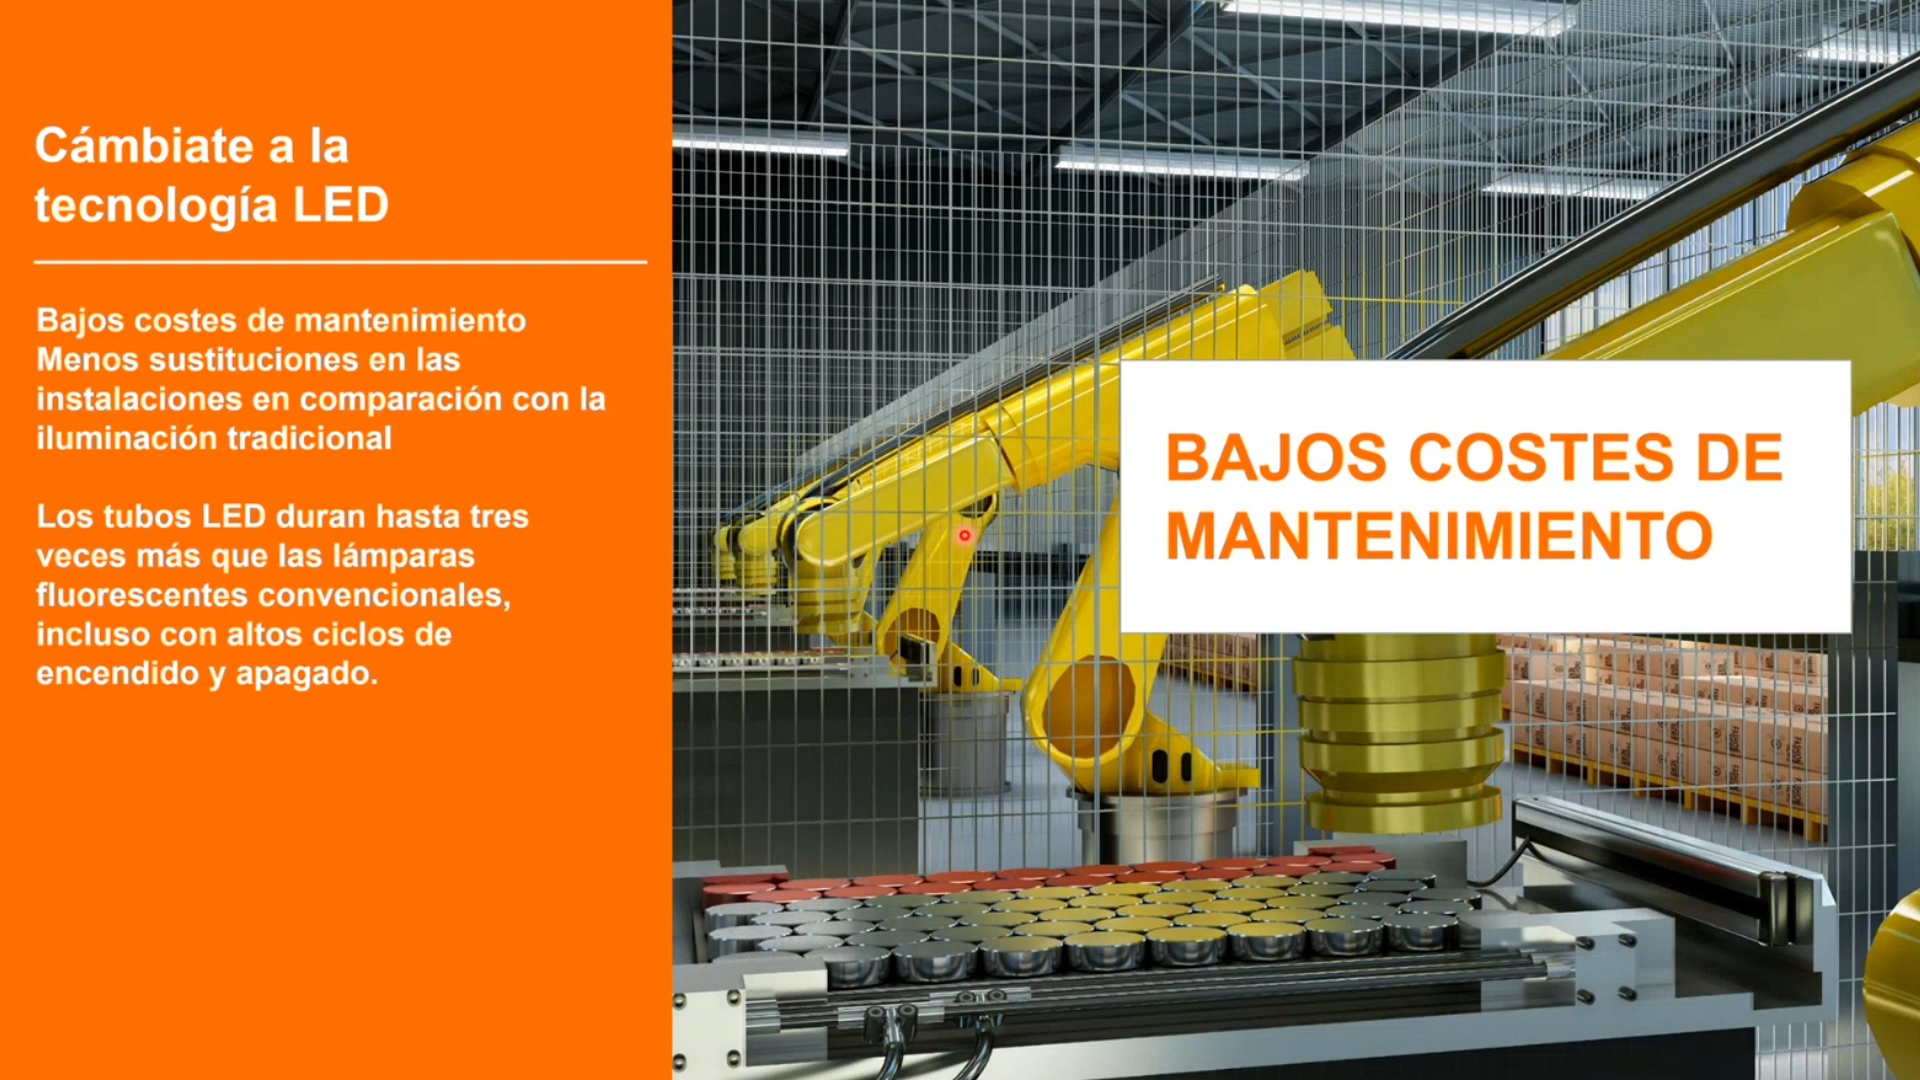 Cámbiate a la
tecnología LED
Bajos costes de mantenimiento
Menos sustituciones en las
instalaciones en comparación con la
iluminación tradicional
Los tubos LED duran hasta tres
veces más que las lámparas
fluorescentes convencionales,
incluso con altos ciclos de
encendido y apagado.
BAJOS COSTES DE
MANTENIMIENTO